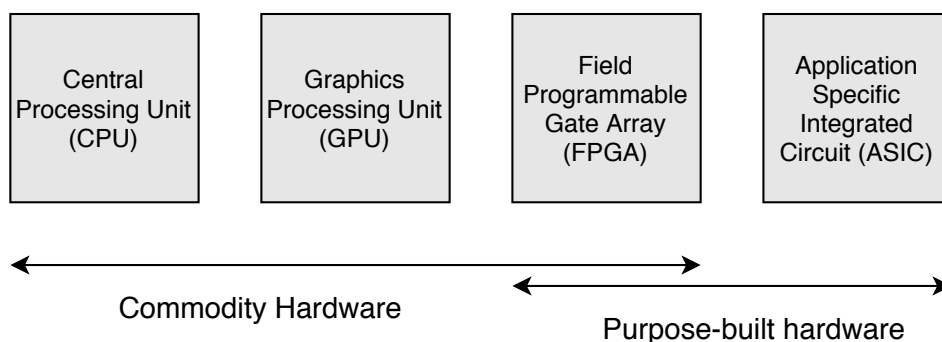 Central
Processing Unit
(CPU)
Graphics
Processing Unit
(GPU)
Field
Programmable
Gate Array
(FPGA)
Application
Specific
Integrated
Circuit (ASIC)
Commodity Hardware
Purpose-built hardware